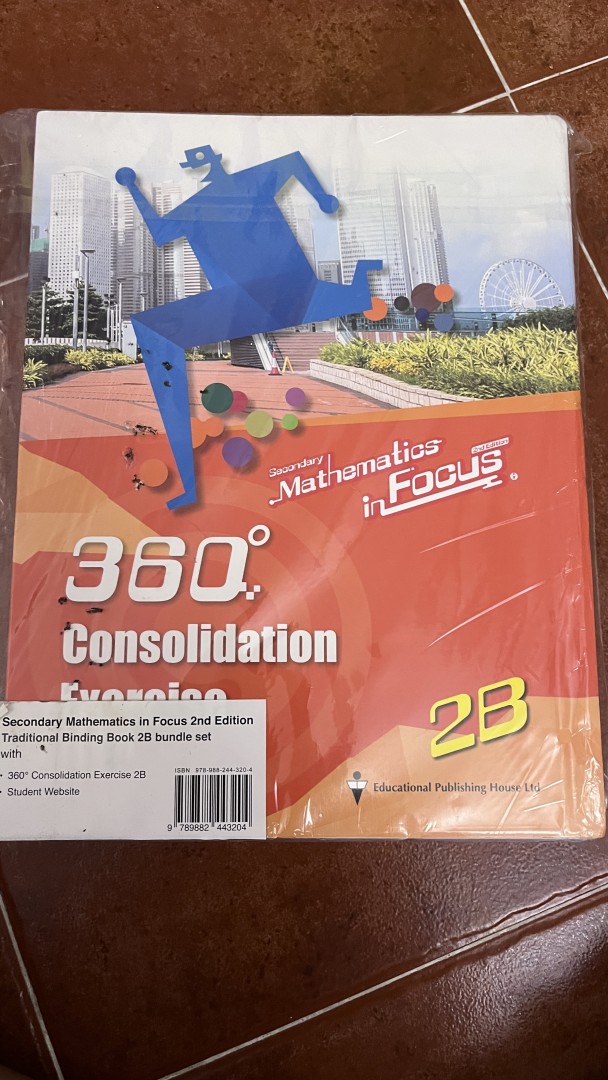 Secondary
Mathematics
2nd Edition
in Focus
360°
Consolidation
Exercise
2B
Educational Publishing House Ltd
Secondary Mathematics in Focus 2nd Edition
Traditional Binding Book 2B bundle set
with
• 360° Consolidation Exercise 2B
• Student Website
ISBN 978-988-244-320-4
9 789882 443204